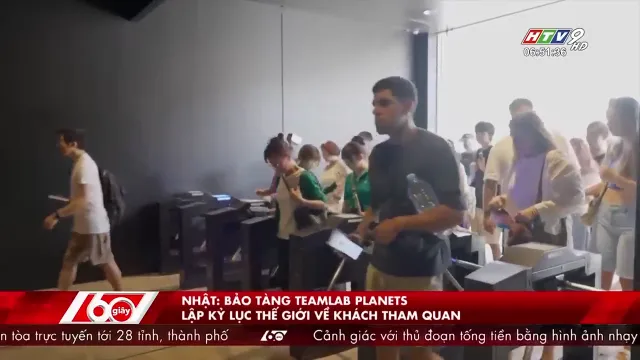 HTV9
HD
06:51:36
60 giây
NHẬT: BẢO TÀNG TEAMLAB PLANETS
LẬP KỶ LỤC THẾ GIỚI VỀ KHÁCH THAM QUAN
n tòa trực tuyến tới 28 tỉnh, thành phố
Cảnh giác với thủ đoạn tống tiền bằng hình ảnh nhạy